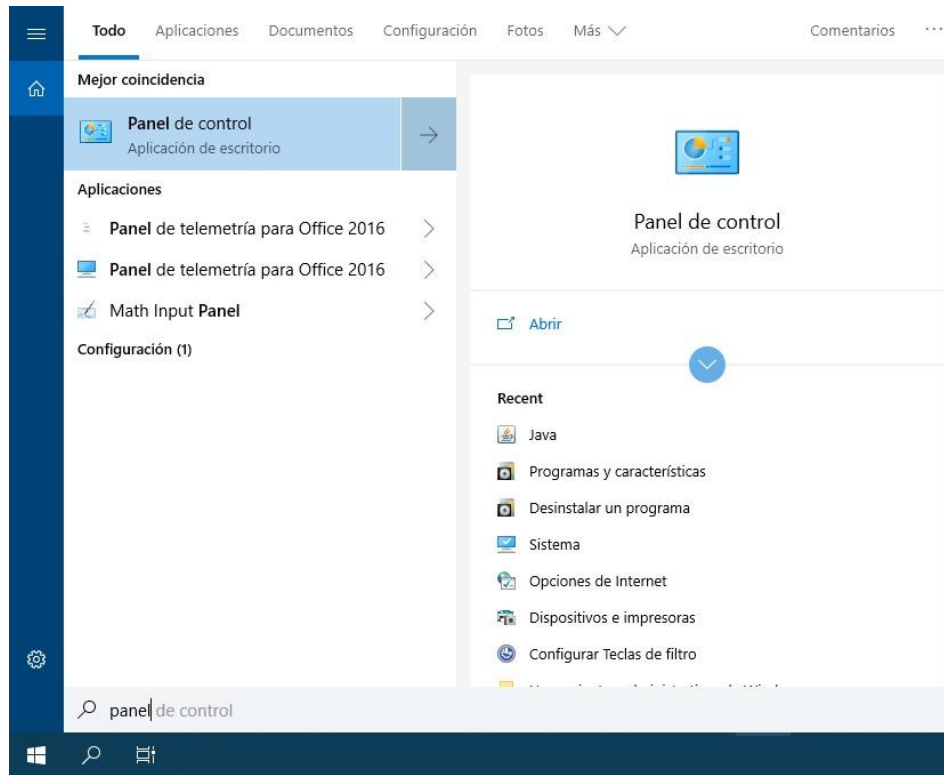 Todo Aplicaciones Documentos Configuración Fotos Más Comentarios ...
Mejor coincidencia
Panel de control
Aplicación de escritorio
Aplicaciones
Panel de telemetría para Office 2016
Panel de telemetría para Office 2016
Math Input Panel
Configuración (1)
Panel de control
Aplicación de escritorio
Abrir
Recent
Java
Programas y características
Desinstalar un programa
Sistema
Opciones de Internet
Dispositivos e impresoras
Configurar Teclas de filtro
panel de control